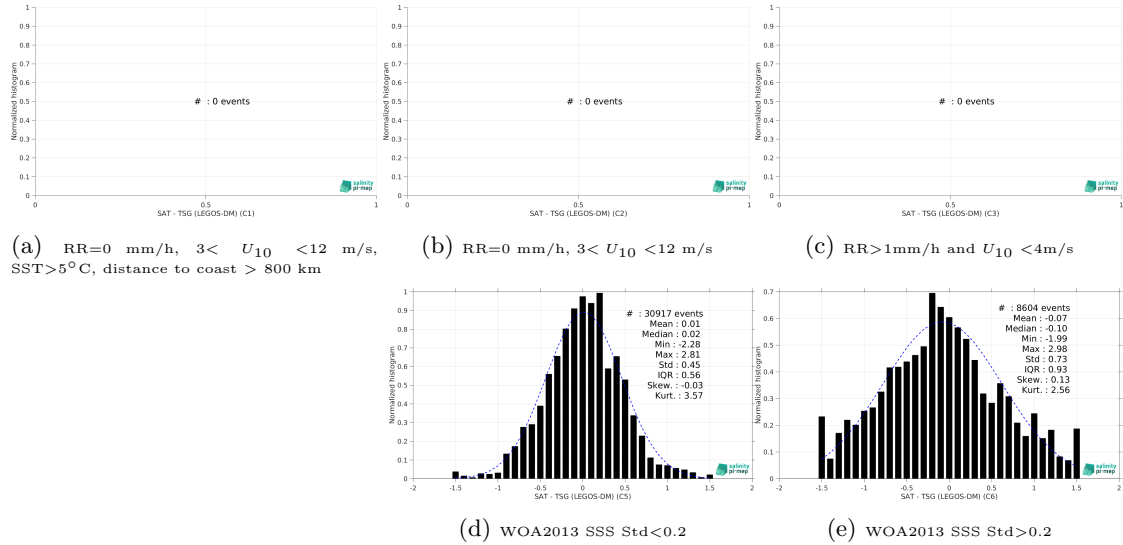 1
0.9
0.8
0.7
0.6
0.5
0.4
0.3
0.2
0.1
0
Normalized histogram
# : 0 events
salinity
pi-mep
0 0.5 1
SAT - TSG (LEGOS-DM) (C1)
1
0.9
0.8
0.7
0.6
0.5
0.4
0.3
0.2
0.1
0
Normalized histogram
# : 0 events
salinity
pi-mep
0 0.5 1
SAT - TSG (LEGOS-DM) (C2)
1
0.9
0.8
0.7
0.6
0.5
0.4
0.3
0.2
0.1
0
Normalized histogram
# : 0 events
salinity
pi-mep
0 0.5 1
SAT - TSG (LEGOS-DM) (C3)
(a) RR=0 mm/h, 3< U10 <12 m/s,
SST>5°C, distance to coast > 800 km
(b) RR=0 mm/h, 3< U10 <12 m/s
(c) RR>1mm/h and U10 <4m/s
1
0.9
0.8
0.7
0.6
0.5
0.4
0.3
0.2
0.1
0
Normalized histogram
# : 30917 events
Mean : 0.01
Median : 0.02
Min : -2.28
Max : 2.81
Std : 0.45
IQR : 0.56
Skew. : -0.03
Kurt. : 3.57
salinity
pi-mep
-2 -1.5 -1 -0.5 0 0.5 1 1.5 2
SAT - TSG (LEGOS-DM) (C5)
0.7
0.6
0.5
0.4
0.3
0.2
0.1
0
Normalized histogram
# : 8604 events
Mean : -0.07
Median : -0.10
Min : -1.99
Max : 2.98
Std : 0.73
IQR : 0.93
Skew. : 0.13
Kurt. : 2.56
salinity
pi-mep
-2 -1.5 -1 -0.5 0 0.5 1 1.5 2
SAT - TSG (LEGOS-DM) (C6)
(d) WOA2013 SSS Std<0.2
(e) WOA2013 SSS Std>0.2